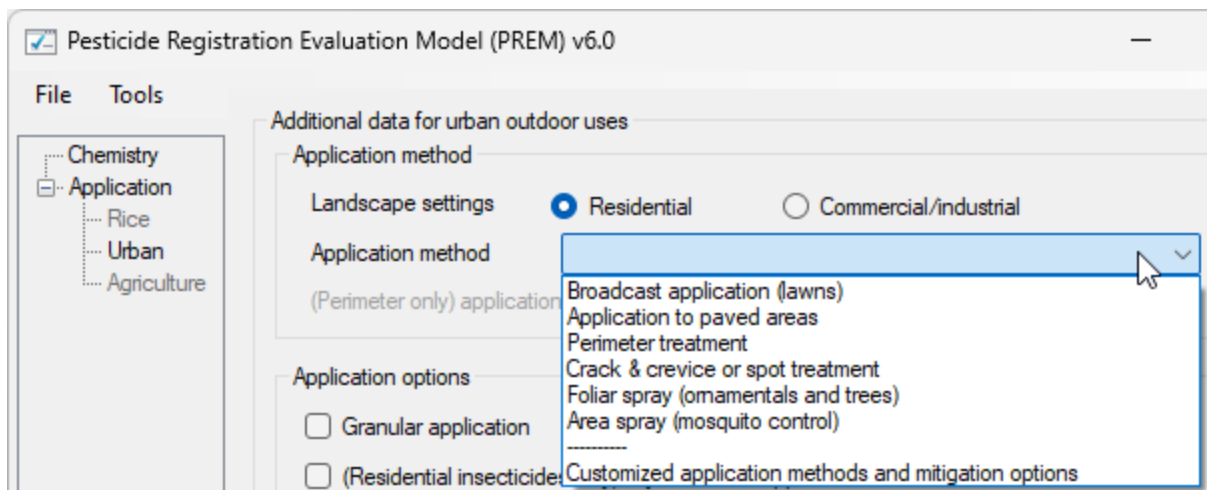 Pesticide Registration Evaluation Model (PREM) v6.0
File Tools
Chemistry
Application
Rice
Urban
Agriculture
Additional data for urban outdoor uses
Application method
Landscape settings Residential Commercial/industrial
Application method
(Perimeter only) application
Broadcast application (lawns)
Application to paved areas
Perimeter treatment
Crack & crevice or spot treatment
Foliar spray (ornamentals and trees)
Area spray (mosquito control)
----------
Customized application methods and mitigation options
Application options
Granular application
(Residential insecticides